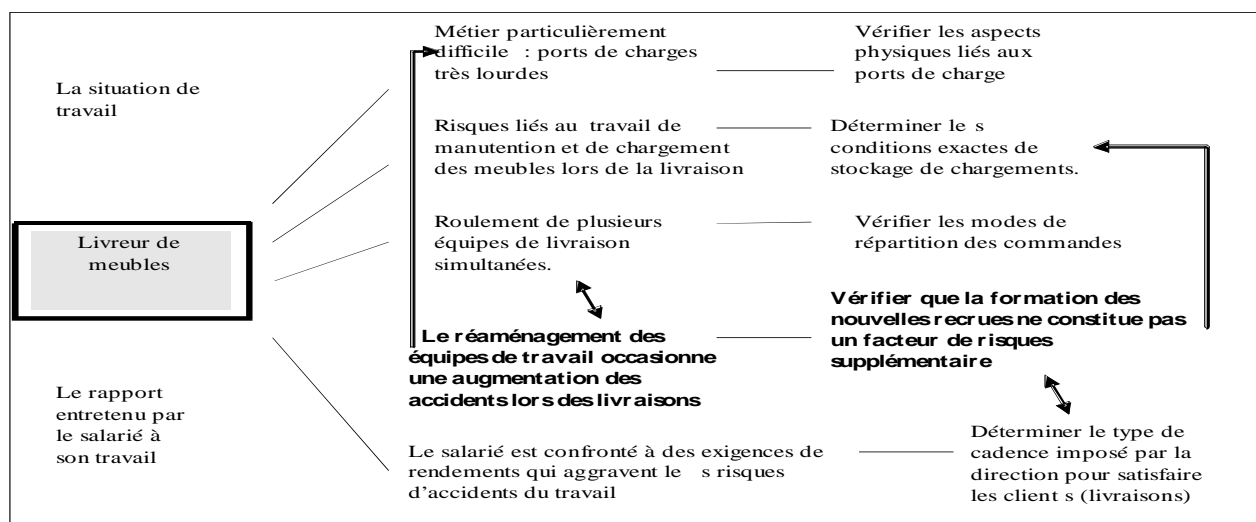 La situation de
travail
Livreur de
meubles
Le rapport
entretenu par
le salarié à
son travail
Métier particulièrement
difficile : ports de charges
très lourdes
Vérifier les aspects
physiques liés aux
ports de charge
Risques liés au travail de
manutention et de chargement
des meubles lors de la livraison
Déterminer le s
conditions exactes de
stockage de chargements.
Roulement de plusieurs
équipes de livraison
simultanées.
Vérifier les modes de
répartition des commandes
Le réaménagement des
équipes de travail occasionne
une augmentation des
accidents lors des livraisons
Vérifier que la formation des
nouvelles recrues ne constitue pas
un facteur de risques
supplémentaire
Le salarié est confronté à des exigences de
rendements qui aggravent le s risques
d'accidents du travail
Déterminer le type de
cadence imposé par la
direction pour satisfaire
les client s (livraisons)